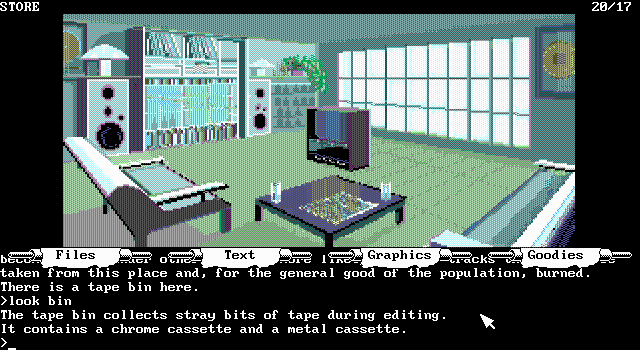 STORE 20/17
Files Text Graphics Goodies
taken from this place and, for the general good of the population, burned.
There is a tape bin here.
>look bin
The tape bin collects stray bits of tape during editing.
It contains a chrome cassette and a metal cassette.
>_